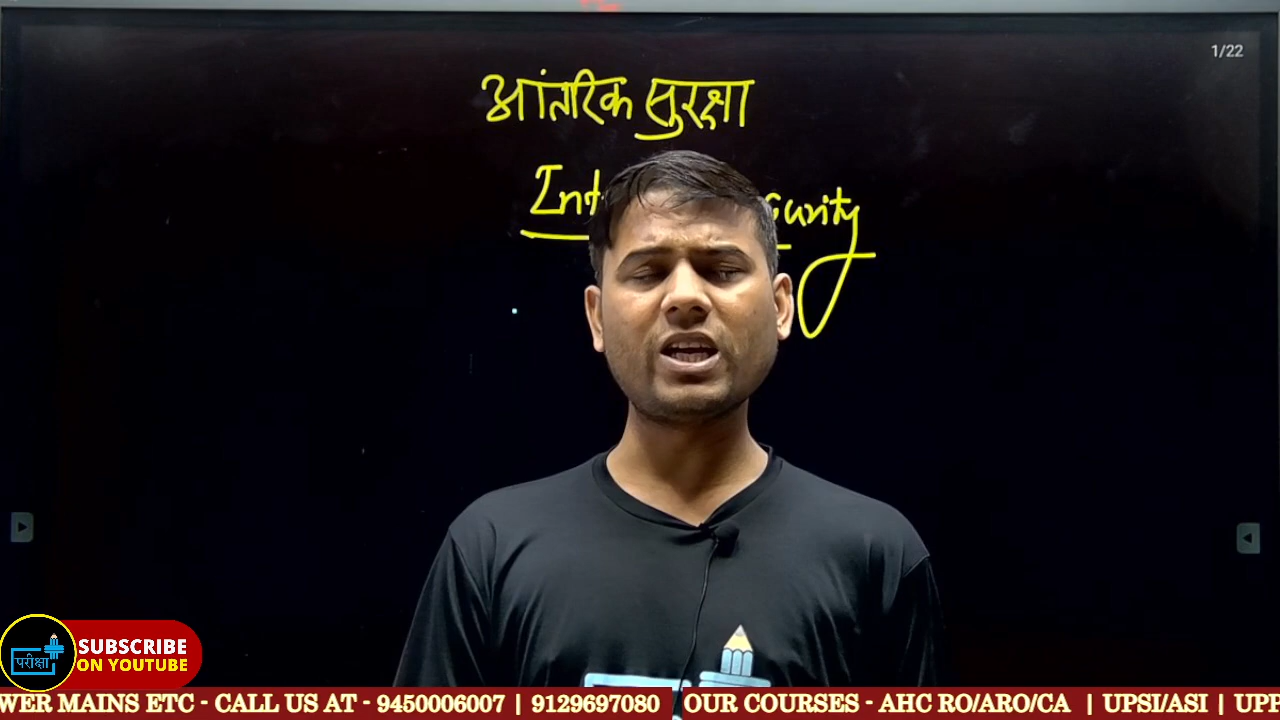 1/22
आंतरिक सुरक्षा
परीक्षा
SUBSCRIBE
ON YOUTUBE
WER MAINS ETC - CALL US AT - 9450006007 | 9129697080 OUR COURSES - AHC RO/ARO/CA | UPSI/ASI |